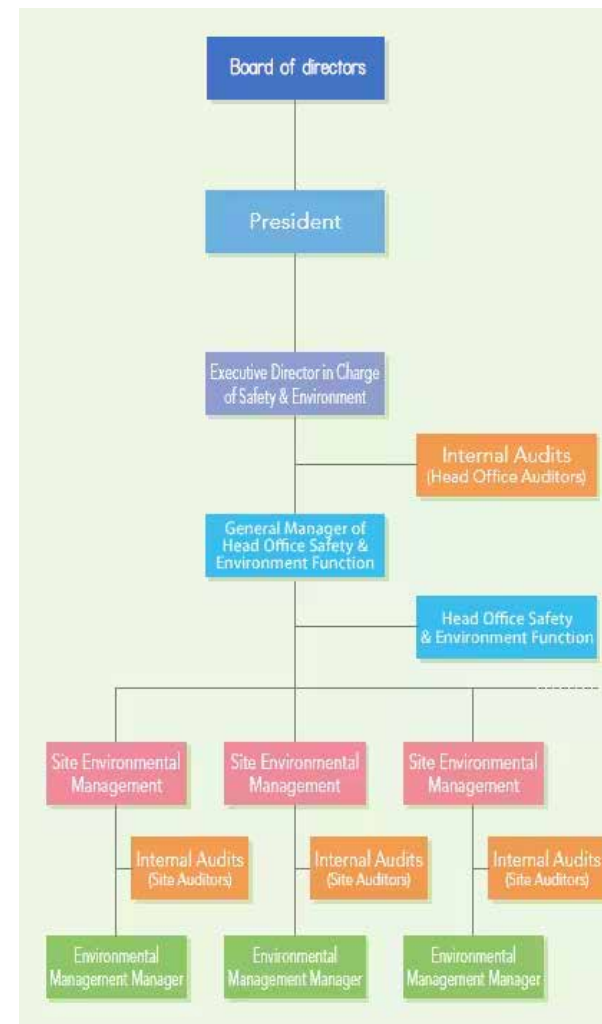 Board of directors
President
Executive Director in Charge
of Safety & Environment
Internal Audits
(Head Office Auditors)
General Manager of
Head Office Safety &
Environment Function
Head Office Safety
& Environment Function
Site Environmental
Management
Site Environmental
Management
Site Environmental
Management
Internal Audits
(Site Auditors)
Internal Audits
(Site Auditors)
Internal Audits
(Site Auditors)
Environmental
Management Manager
Environmental
Management Manager
Environmental
Management Manager